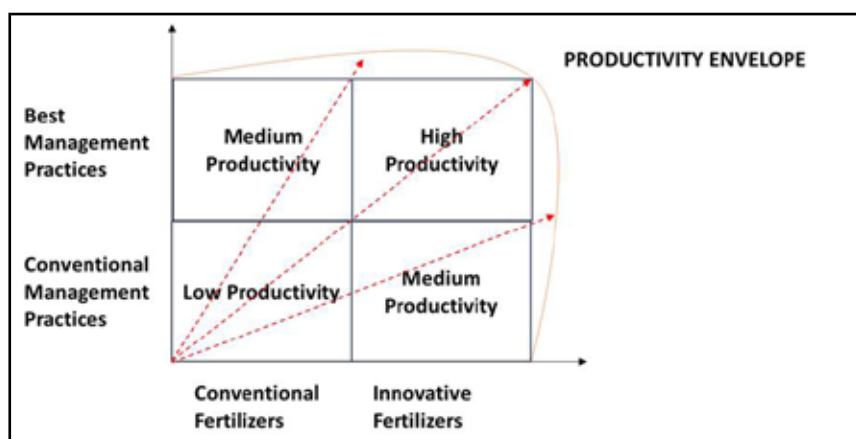 PRODUCTIVITY ENVELOPE
Best
Management
Practices
Medium
Productivity
High
Productivity
Conventional
Management
Practices
Low Productivity
Medium
Productivity
Conventional
Fertilizers
Innovative
Fertilizers